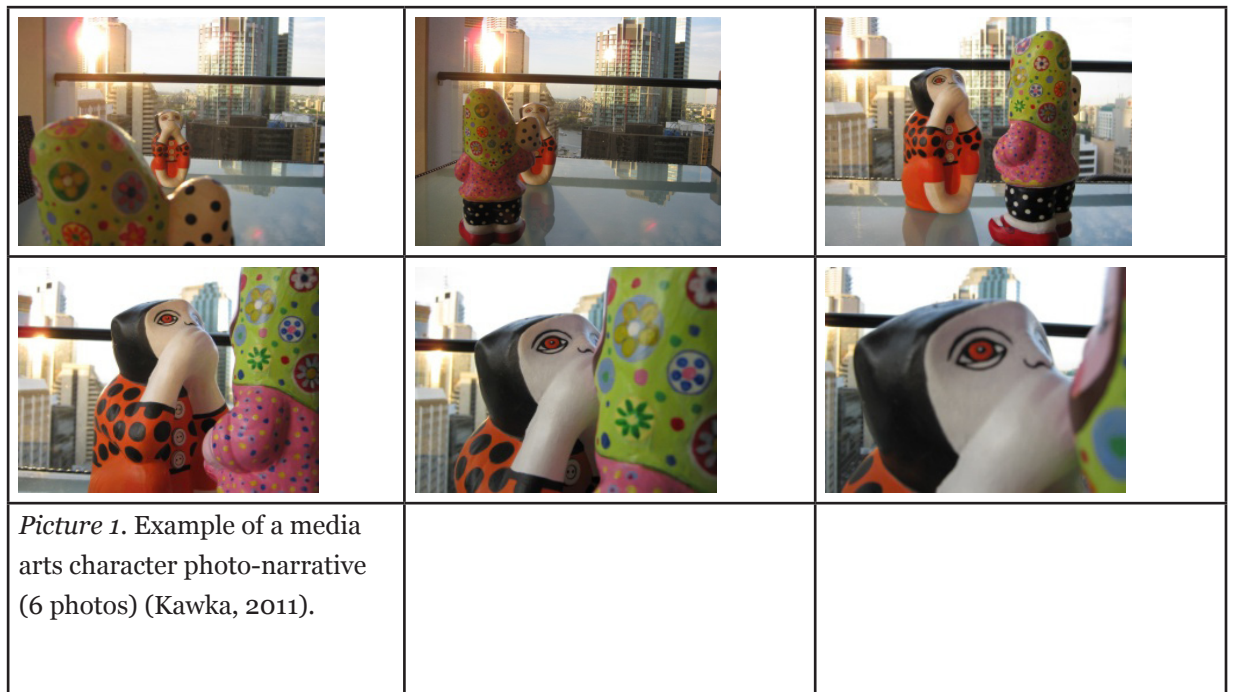 Picture 1. Example of a media
arts character photo-narrative
(6 photos) (Kawka, 2011).